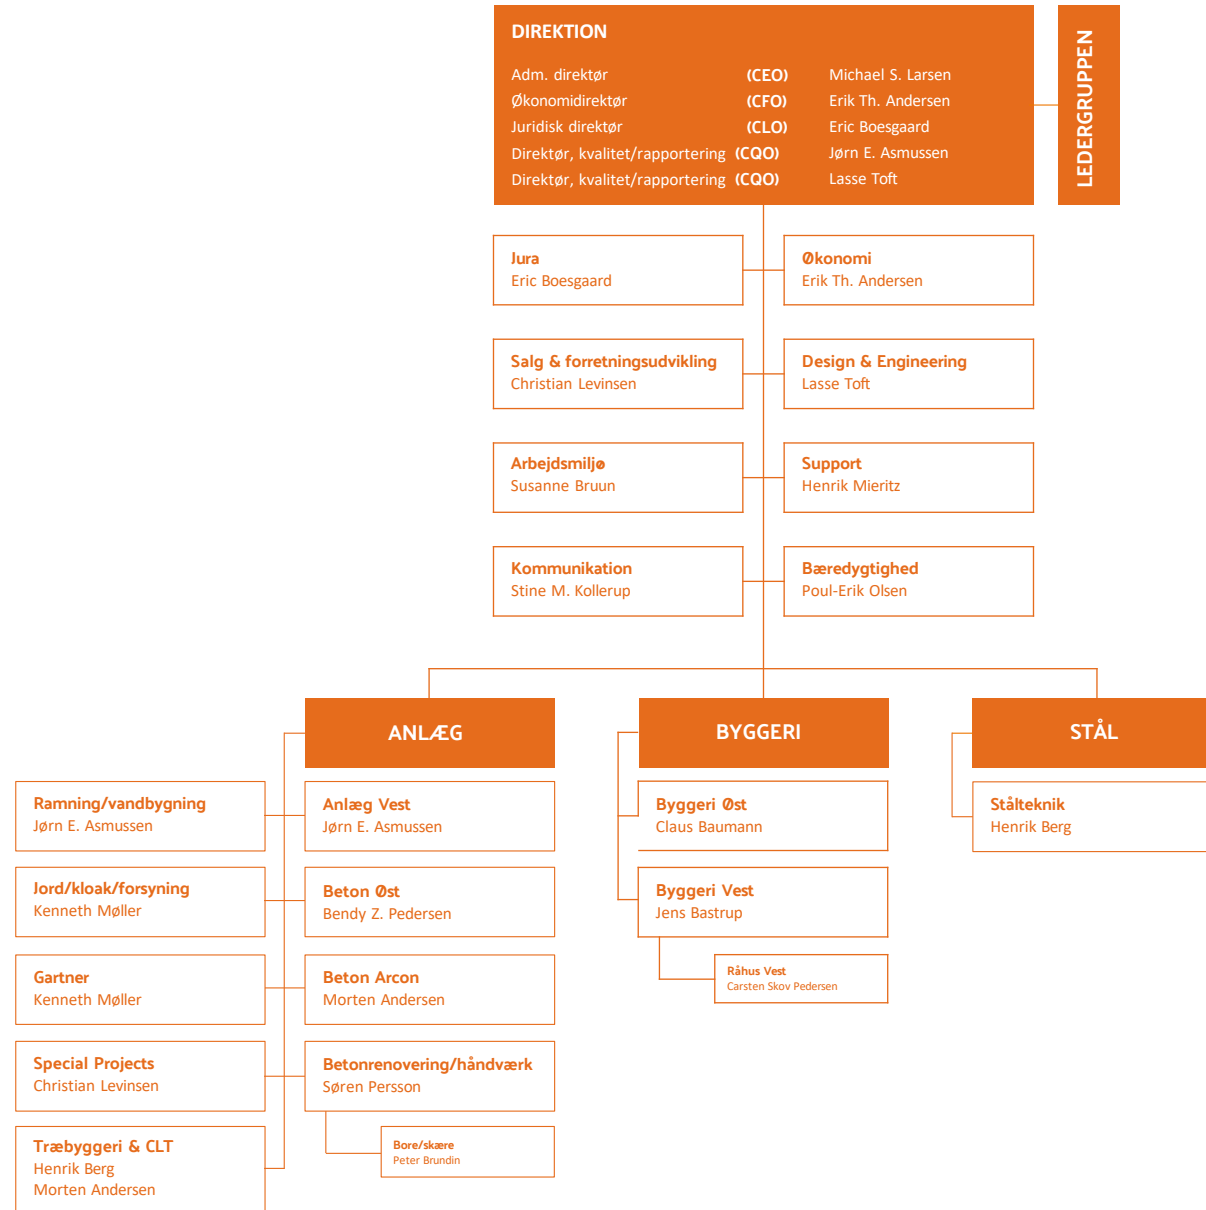 DIREKTION
Adm. direktør (CEO) Michael S. Larsen
Økonomidirektør (CFO) Erik Th. Andersen
Juridisk direktør (CLO) Eric Boesgaard
Direktør, kvalitet/rapportering (CQO) Jørn E. Asmussen
Direktør, kvalitet/rapportering (CQO) Lasse Toft
LEDERGRUPPEN
Jura
Eric Boesgaard
Økonomi
Erik Th. Andersen
Salg & forretningsudvikling
Christian Levinsen
Design & Engineering
Lasse Toft
Arbejdsmiljø
Susanne Bruun
Support
Henrik Mieritz
Kommunikation
Stine M. Kollerup
Bæredygtighed
Poul-Erik Olsen
ANLÆG
Ramning/vandbygning
Jørn E. Asmussen
Anlæg Vest
Jørn E. Asmussen
Jord/kloak/forsyning
Kenneth Møller
Beton Øst
Bendy Z. Pedersen
Gartner
Kenneth Møller
Beton Arcon
Morten Andersen
Special Projects
Christian Levinsen
Betonrenovering/håndværk
Søren Persson
Træbyggeri & CLT
Henrik Berg
Morten Andersen
Bore/skære
Peter Brundin
BYGGERI
Byggeri Øst
Claus Baumann
Byggeri Vest
Jens Bastrup
Råhus Vest
Carsten Skov Pedersen
STÅL
Stålteknik
Henrik Berg